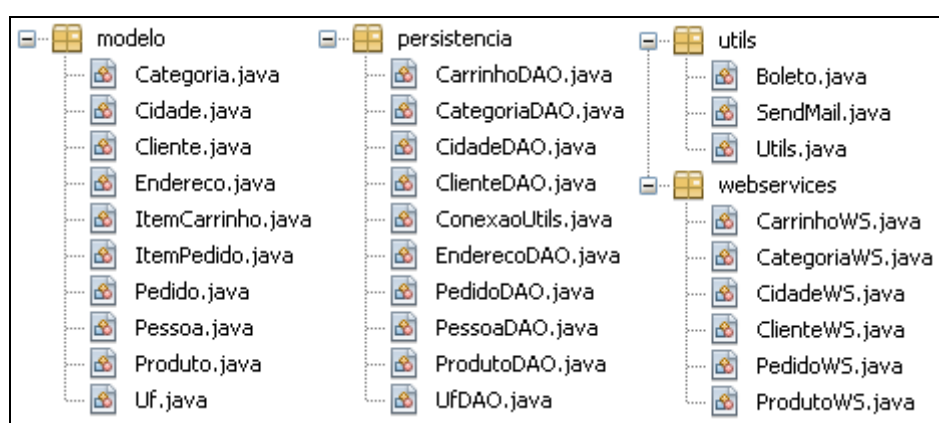 modelo
Categoria.java
Cidade.java
Cliente.java
Endereco.java
ItemCarrinho.java
ItemPedido.java
Pedido.java
Pessoa.java
Produto.java
Uf.java
persistencia
CarrinhoDAO.java
CategoriaDAO.java
CidadeDAO.java
ClienteDAO.java
ConexaoUtils.java
EnderecoDAO.java
PedidoDAO.java
PessoaDAO.java
ProdutoDAO.java
UfDAO.java
utils
Boleto.java
SendMail.java
Utils.java
webservices
CarrinhoWS.java
CategoriaWS.java
CidadeWS.java
ClienteWS.java
PedidoWS.java
ProdutoWS.java